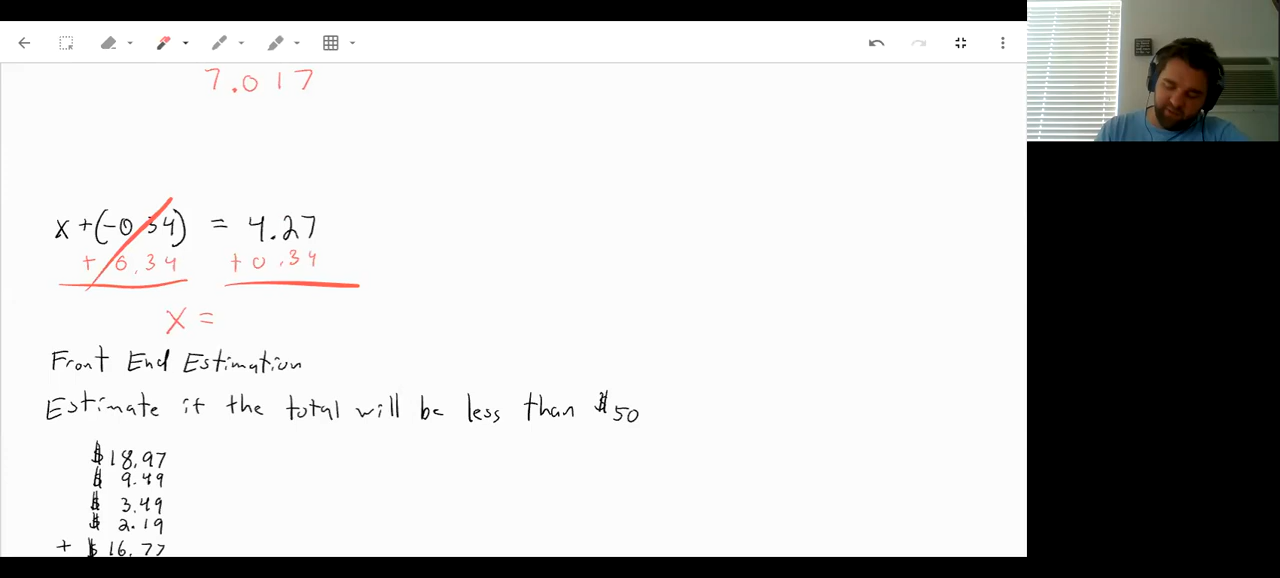 7.017
x + (-0.34) = 4.27
+ 0.34 + 0.34
x =
Front End Estimation
Estimate if the total will be less than $50
$18.97
$ 9.49
$ 3.49
$ 2.19
+ $16.77